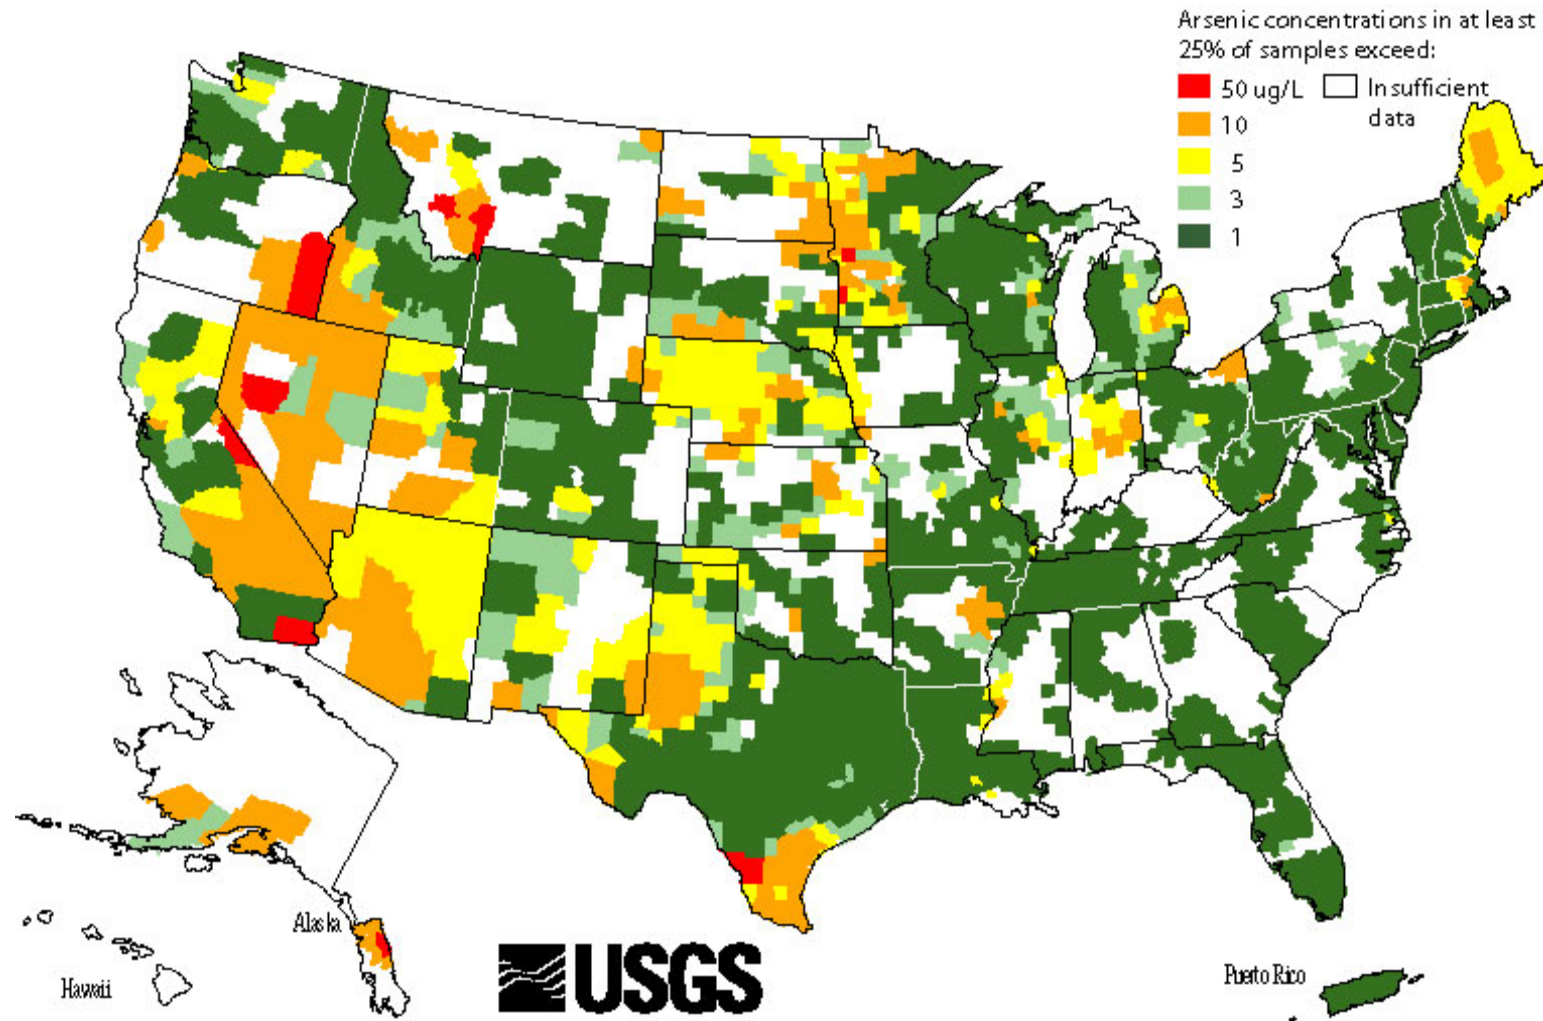 Arsenic concentrations in at least
25% of samples exceed:
50 ug/L Insufficient
data
10
5
3
1
Alaska
Hawaii
USGS
Puerto Rico